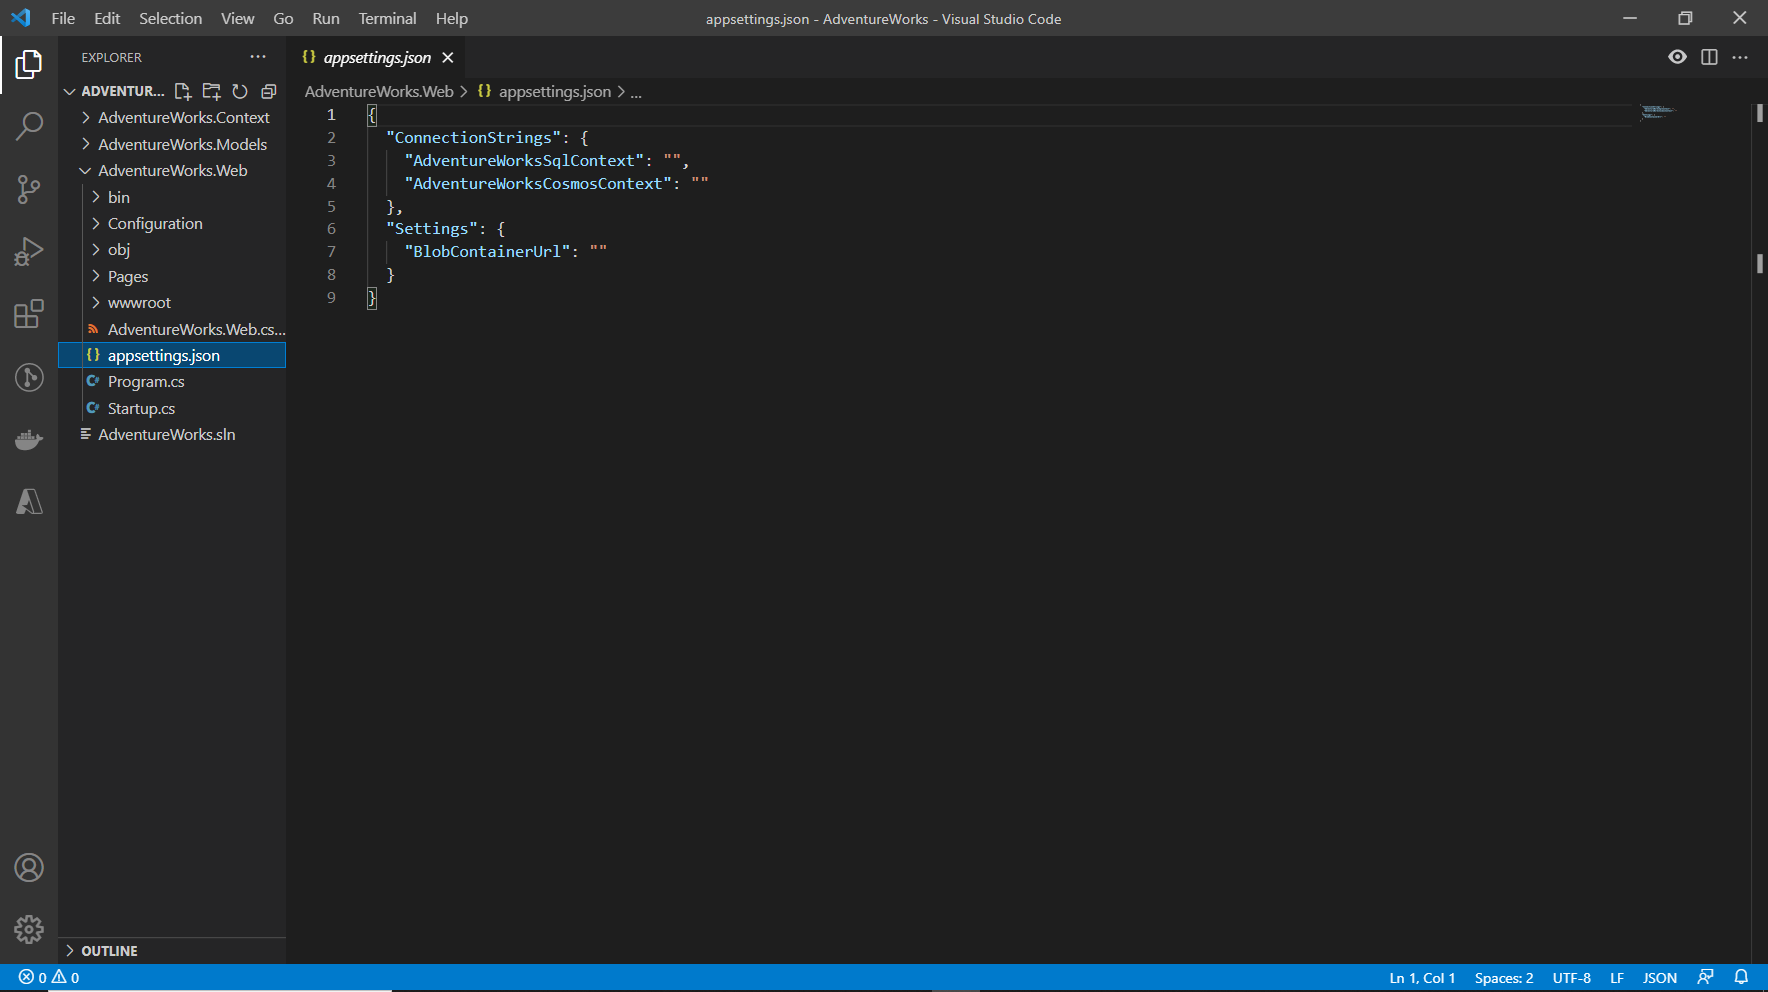 File Edit Selection View Go Run Terminal Help
appsettings.json - AdventureWorks - Visual Studio Code
EXPLORER
ADVENTUR...
AdventureWorks.Context
AdventureWorks.Models
AdventureWorks.Web
bin
Configuration
obj
Pages
wwwroot
AdventureWorks.Web.cs...
appsettings.json
Program.cs
Startup.cs
AdventureWorks.sln
OUTLINE
{} appsettings.json
AdventureWorks.Web > {} appsettings.json > ...
1 {
2 "ConnectionStrings": {
3 "AdventureWorksSqlContext": "",
4 "AdventureWorksCosmosContext": ""
5 },
6 "Settings": {
7 "BlobContainerUrl": ""
8 }
9 }
0 0
Ln 1, Col 1 Spaces: 2 UTF-8 LF JSON